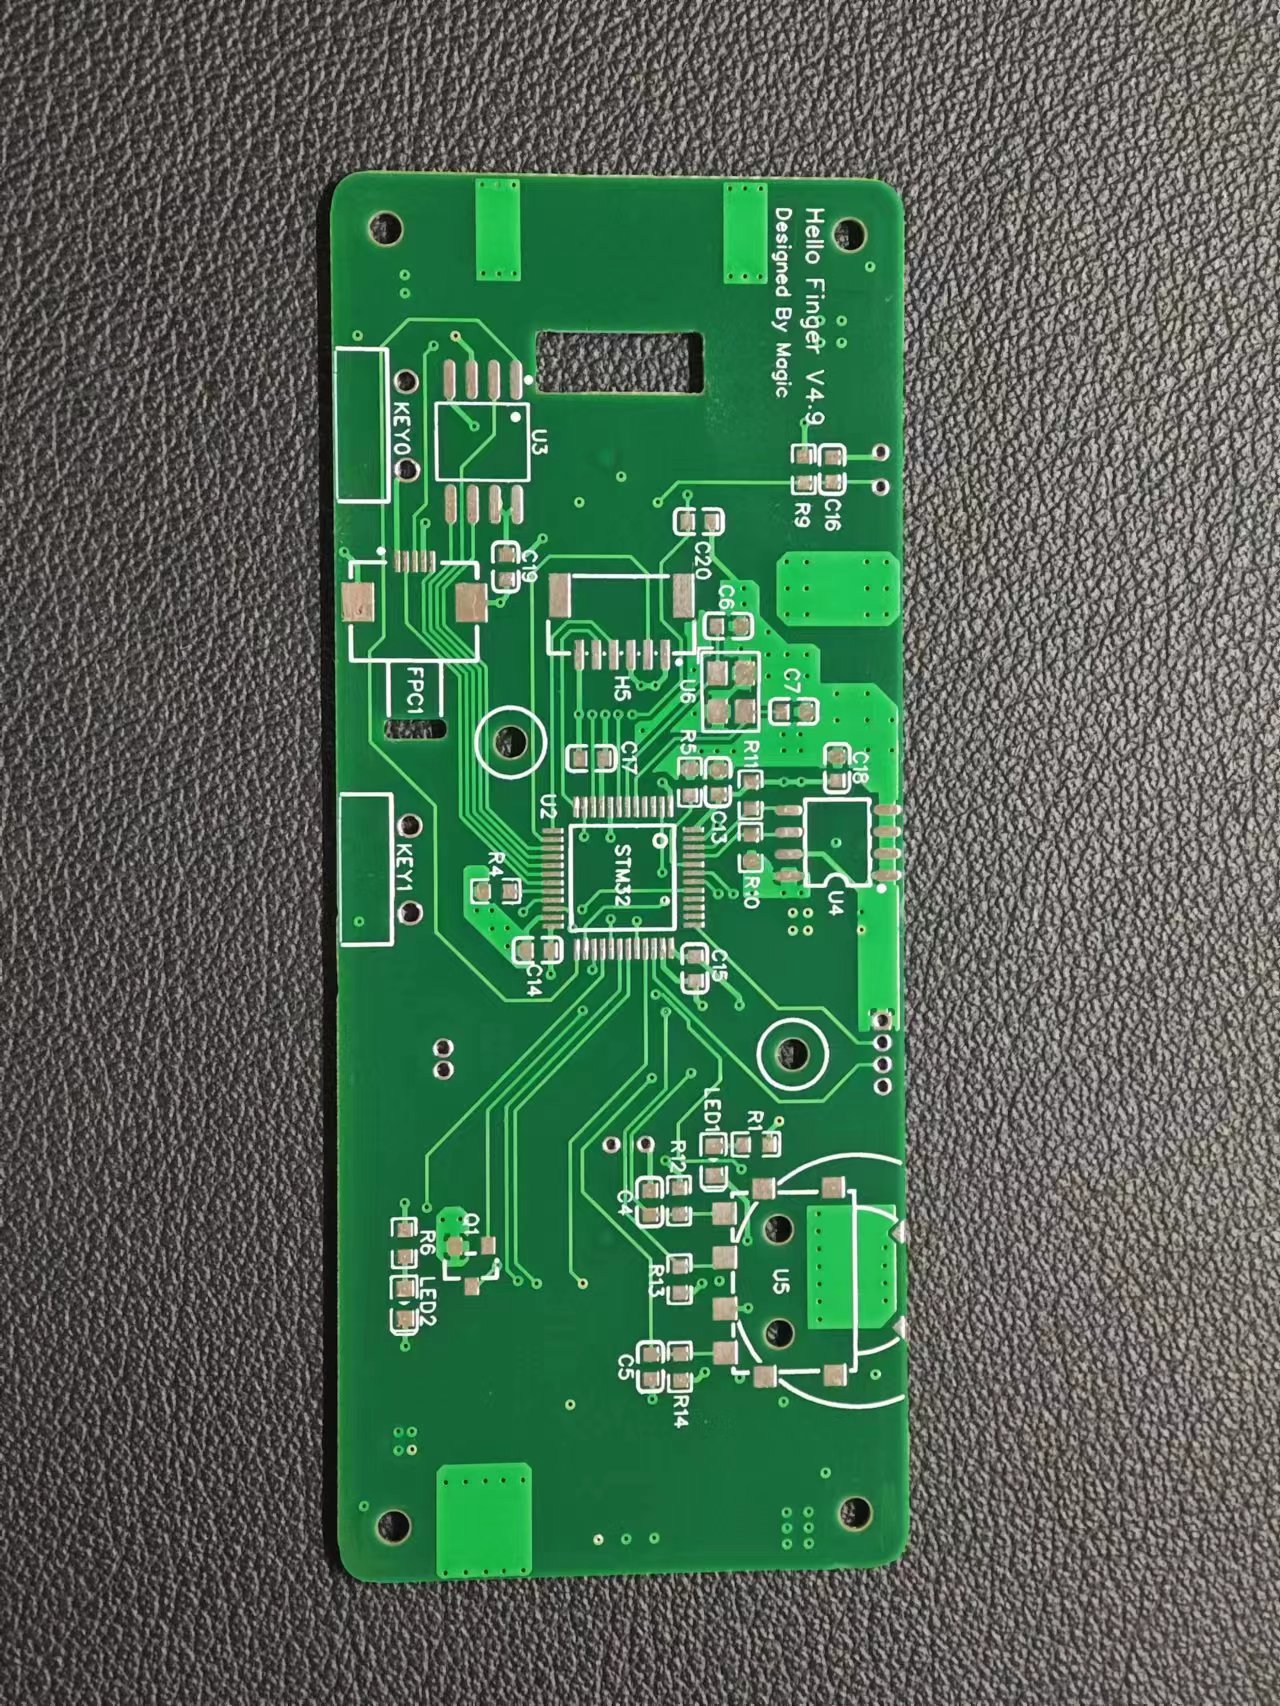 Hello Finger V4.9
Designed By Magic
C16
R9
C18
U4
C7
R11
R10
C6
C13
U6
R5
C20
C15
H5
C17
STM32
U2
C14
R4
U3
C19
FPC1
KEY0
KEY1
U5
R1
LED1
R12
R13
R14
C4
C5
Q1
R6
LED2